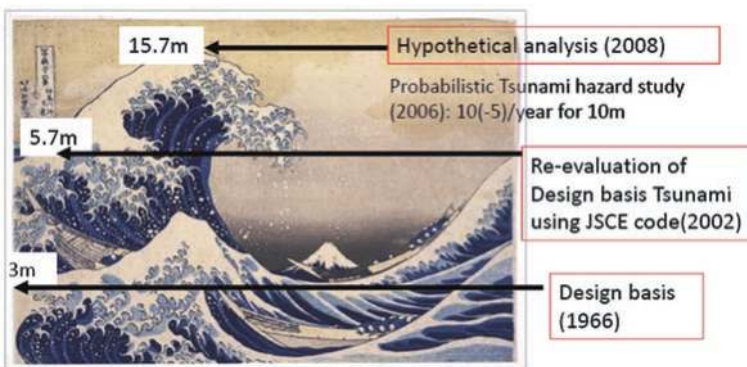 15.7m
Hypothetical analysis (2008)
Probabilistic Tsunami hazard study
(2006): 10(-5)/year for 10m
5.7m
Re-evaluation of
Design basis Tsunami
using JSCE code(2002)
3m
Design basis
(1966)